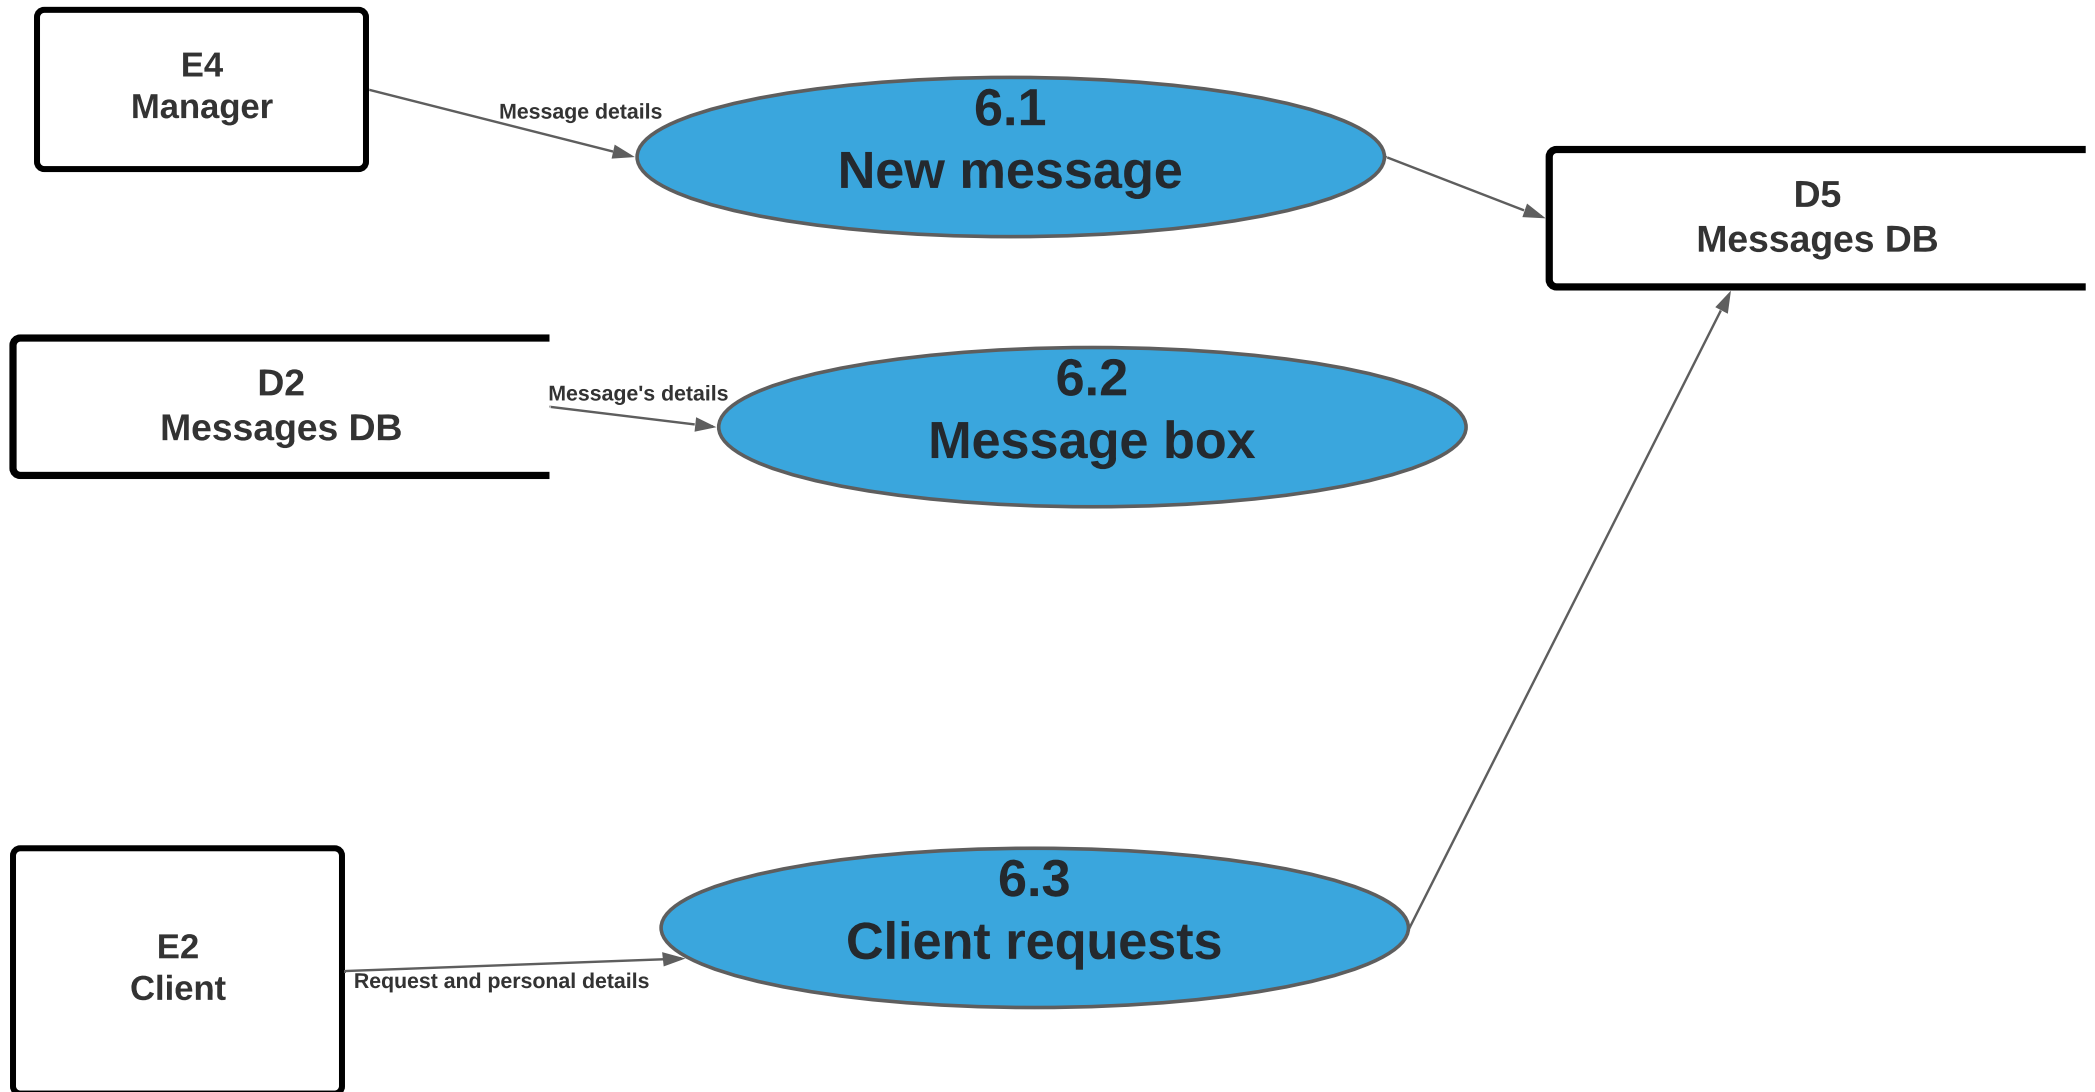 E4
Manager
Message details
6.1
New message
D5
Messages DB
D2
Messages DB
Message's details
6.2
Message box
E2
Client
Request and personal details
6.3
Client requests